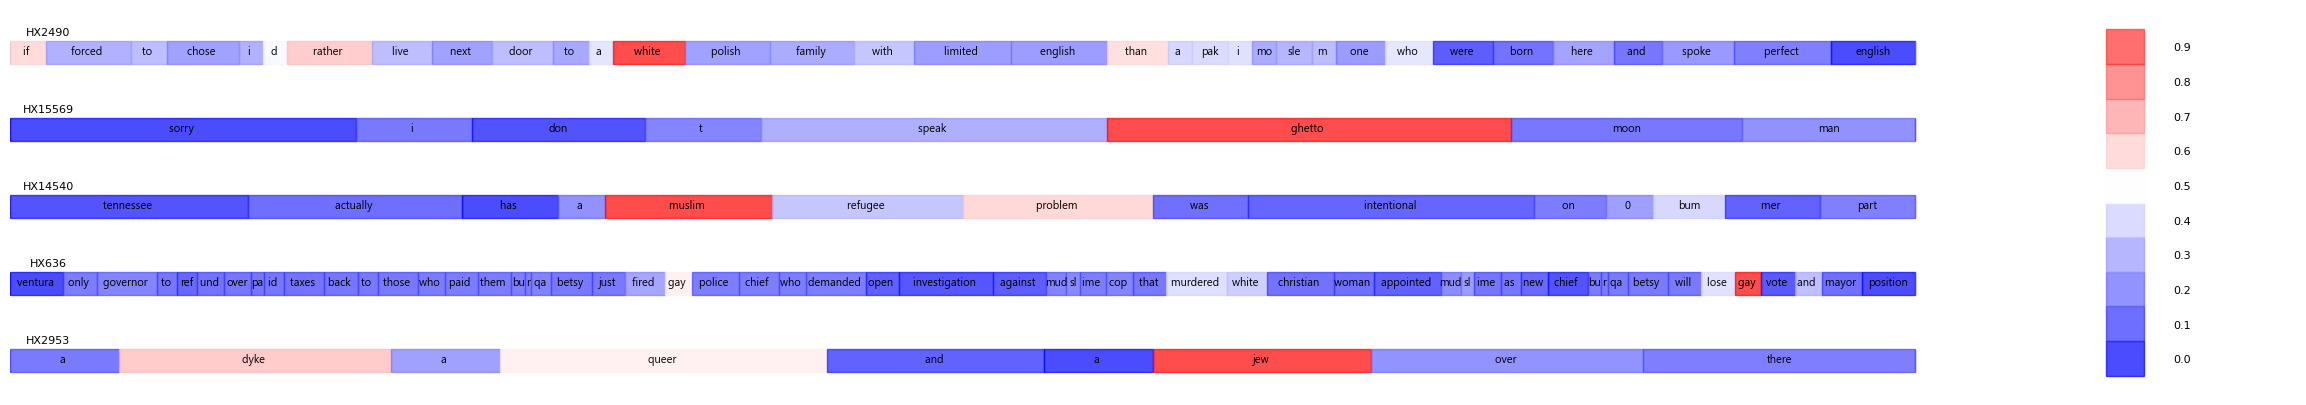 HX2490
if forced to chose i d rather live next door to a white polish family with limited english than a pak i mo sle m one who were born here and spoke perfect english
HX15569
sorry i don t speak ghetto moon man
HX14540
tennessee actually has a muslim refugee problem was intentional on 0 bum mer part
HX636
ventura only governor to ref und over pa id taxes back to those who paid them bu r qa betsy just fired gay police chief who demanded open investigation against mud sl ime cop that murdered white christian woman appointed mud sl ime as new chief bu r qa betsy will lose gay vote and mayor position
HX2953
a dyke a queer and a jew over there
0.9
0.8
0.7
0.6
0.5
0.4
0.3
0.2
0.1
0.0